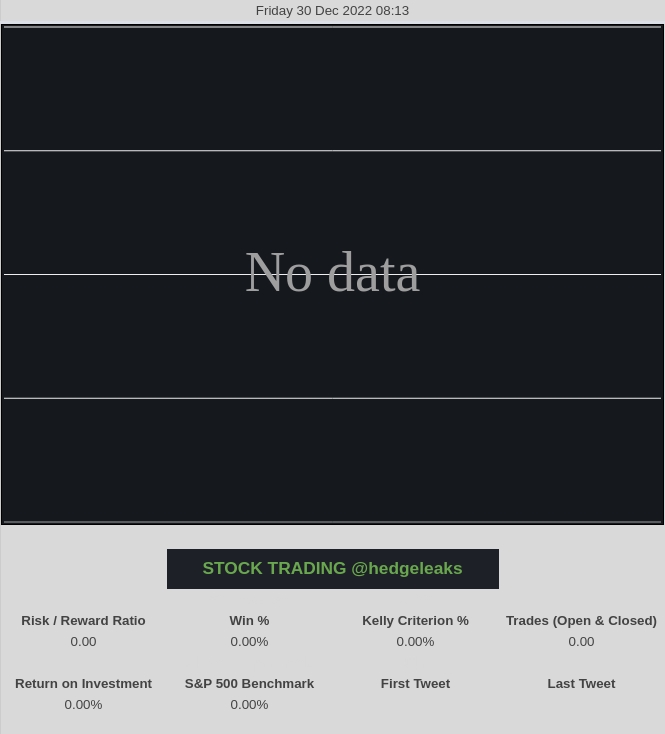 Friday 30 Dec 2022 08:13
No data
STOCK TRADING @hedgeleaks
Risk / Reward Ratio Win % Kelly Criterion % Trades (Open & Closed)
0.00 0.00% 0.00% 0.00
Return on Investment S&P 500 Benchmark First Tweet Last Tweet
0.00% 0.00%